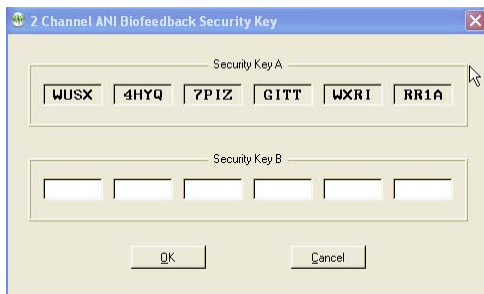 2 Channel ANI Biofeedback Security Key
Security Key A
WUSX 4HYQ 7PIZ GITT WXRI RR1A
Security Key B
OK Cancel